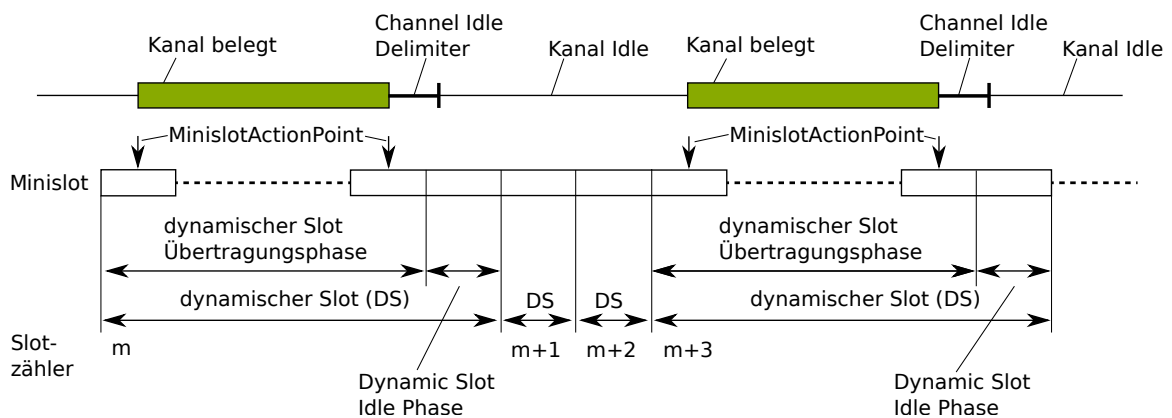 Kanal belegt
Channel Idle
Delimiter
Kanal Idle
Kanal belegt
Channel Idle
Delimiter
Kanal Idle
MinislotActionPoint
MinislotActionPoint
Minislot
dynamischer Slot
Übertragungsphase
dynamischer Slot
Übertragungsphase
dynamischer Slot (DS)
DS
DS
dynamischer Slot (DS)
Slot-
zähler
m
m+1
m+2
m+3
Dynamic Slot
Idle Phase
Dynamic Slot
Idle Phase